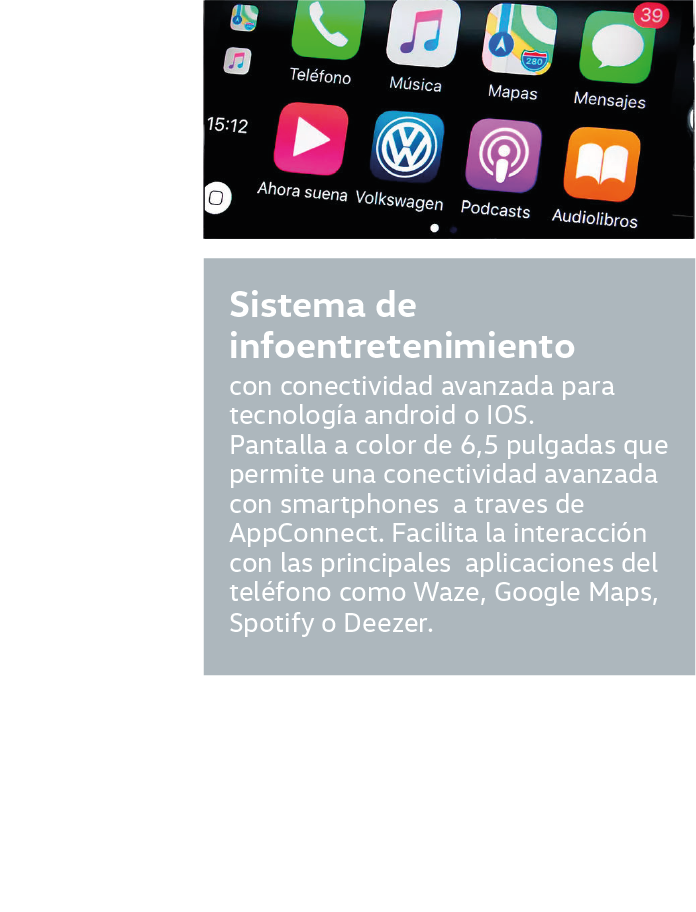 39
280
Teléfono
Música
Mapas
Mensajes
15:12
Ahora suena
Volkswagen
Podcasts
Audiolibros
Sistema de
infoentretenimiento
con conectividad avanzada para
tecnología android o IOS.
Pantalla a color de 6,5 pulgadas que
permite una conectividad avanzada
con smartphones  a traves de
AppConnect. Facilita la interacción
con las principales  aplicaciones del
teléfono como Waze, Google Maps,
Spotify o Deezer.